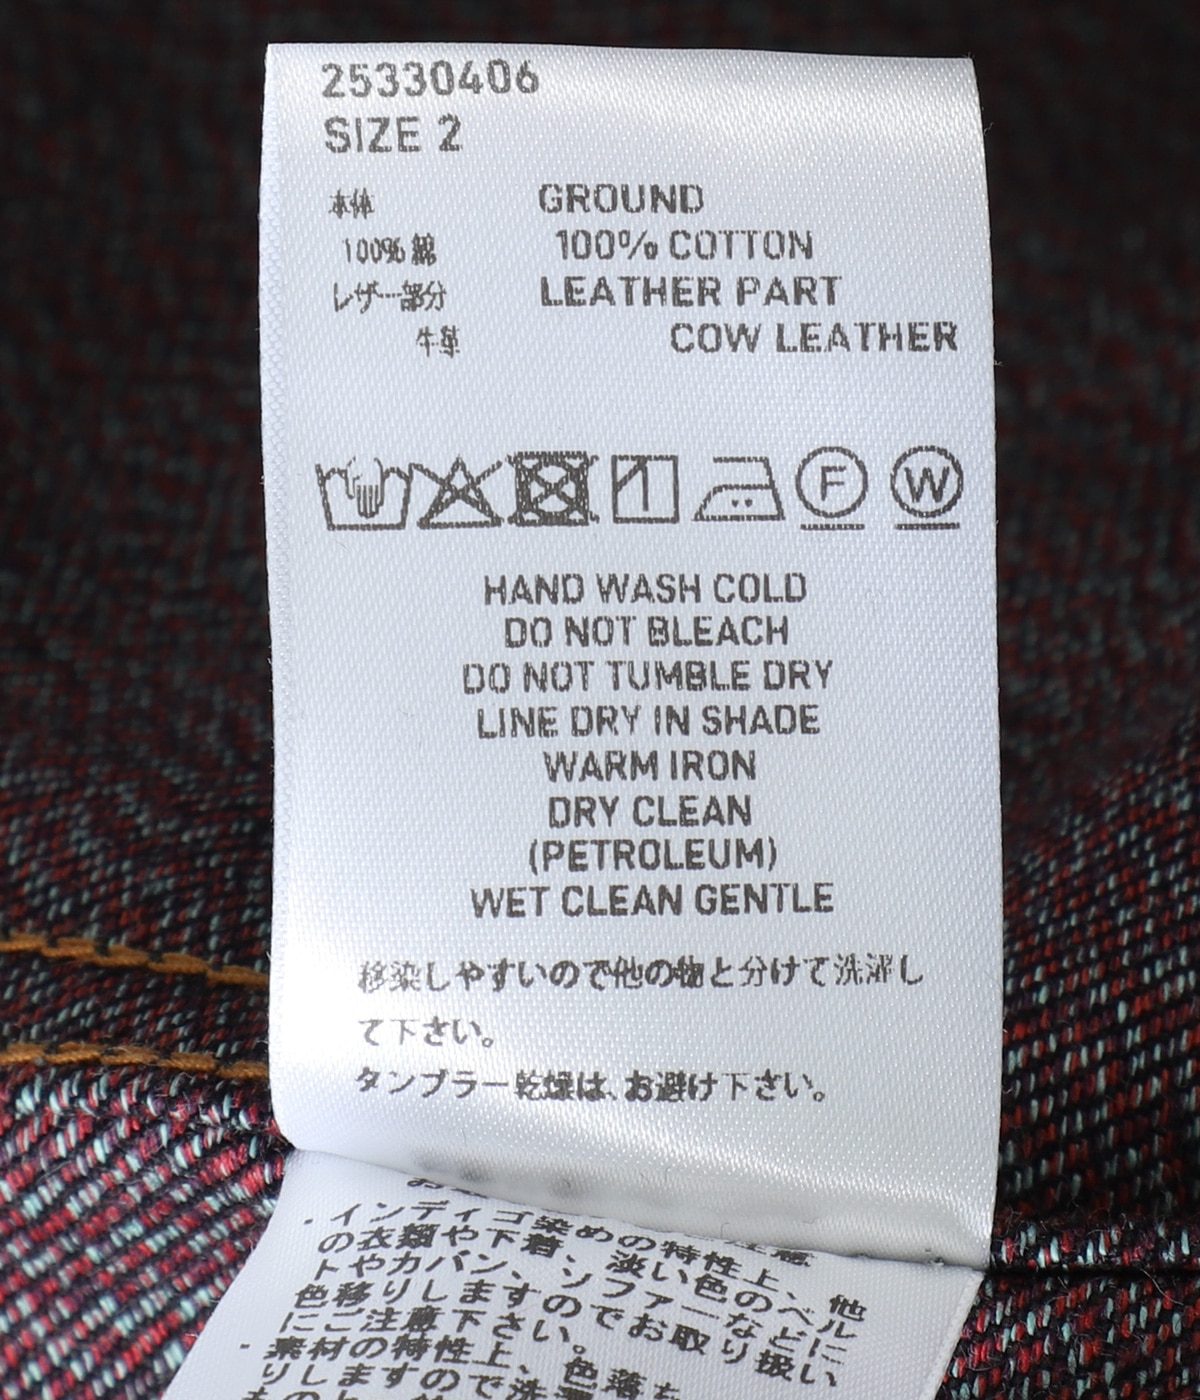 25330406
SIZE 2
本体 GROUND
100% 綿 100% COTTON
レザー部分 LEATHER PART
牛革 COW LEATHER
F W
HAND WASH COLD
DO NOT BLEACH
DO NOT TUMBLE DRY
LINE DRY IN SHADE
WARM IRON
DRY CLEAN
(PETROLEUM)
WET CLEAN GENTLE
移染しやすいので他の物と分けて洗濯し
て下さい。
タンブラー乾燥は、お避け下さい。
・インディゴ染めの特性上、他
の衣類や下着、淡い色のベル
トやカバン、ソファーなどに
色移りしますのでお取り扱い
にご注意下さい。
・素材の特性上、色落ち
りしますので洗濯